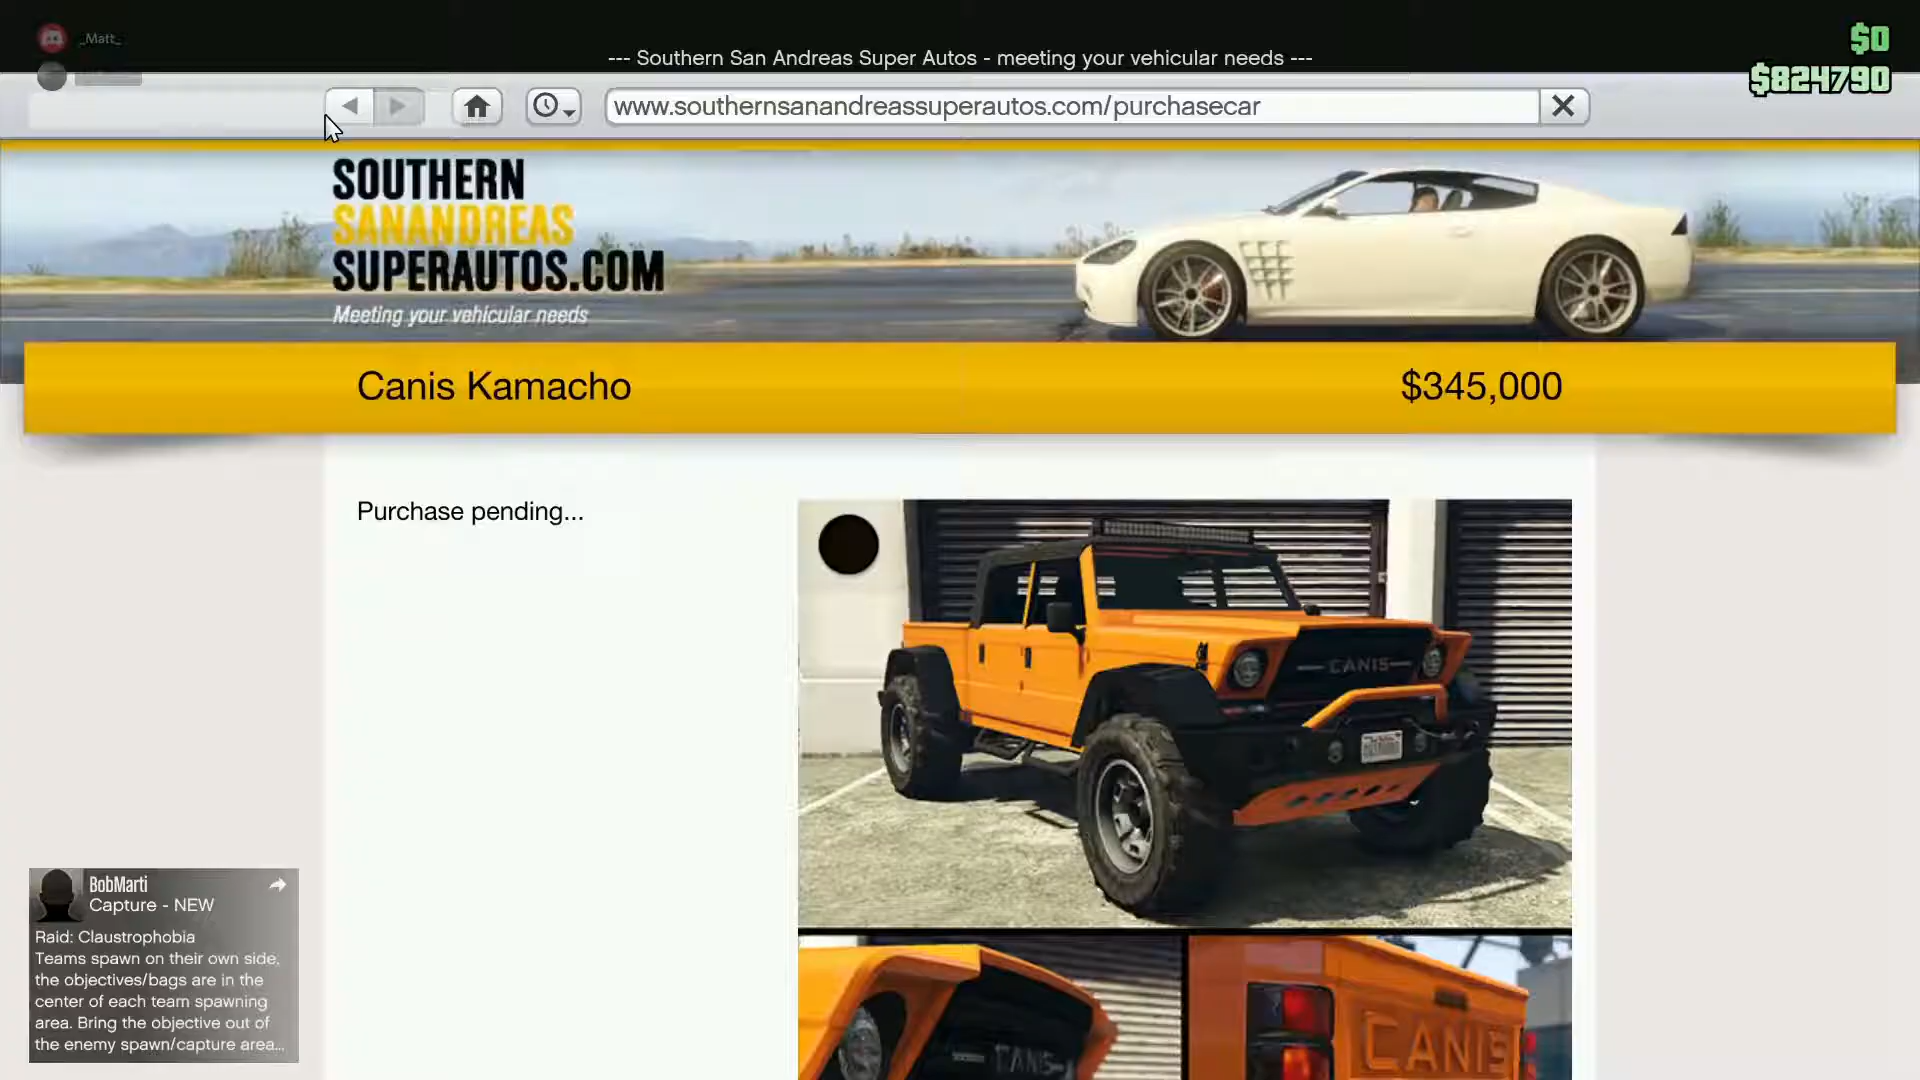 _Matt_
--- Southern San Andreas Super Autos - meeting your vehicular needs ---
$0
$824790
www.southernsanandreassuperautos.com/purchasecar
SOUTHERN
SANANDREAS
SUPERAUTOS.COM
Meeting your vehicular needs
Canis Kamacho
$345,000
Purchase pending...
CANIS
BobMarti
Capture - NEW
Raid: Claustrophobia
Teams spawn on their own side,
the objectives/bags are in the
center of each team spawning
area. Bring the objective out of
the enemy spawn/capture area...
CANIS
CANIS